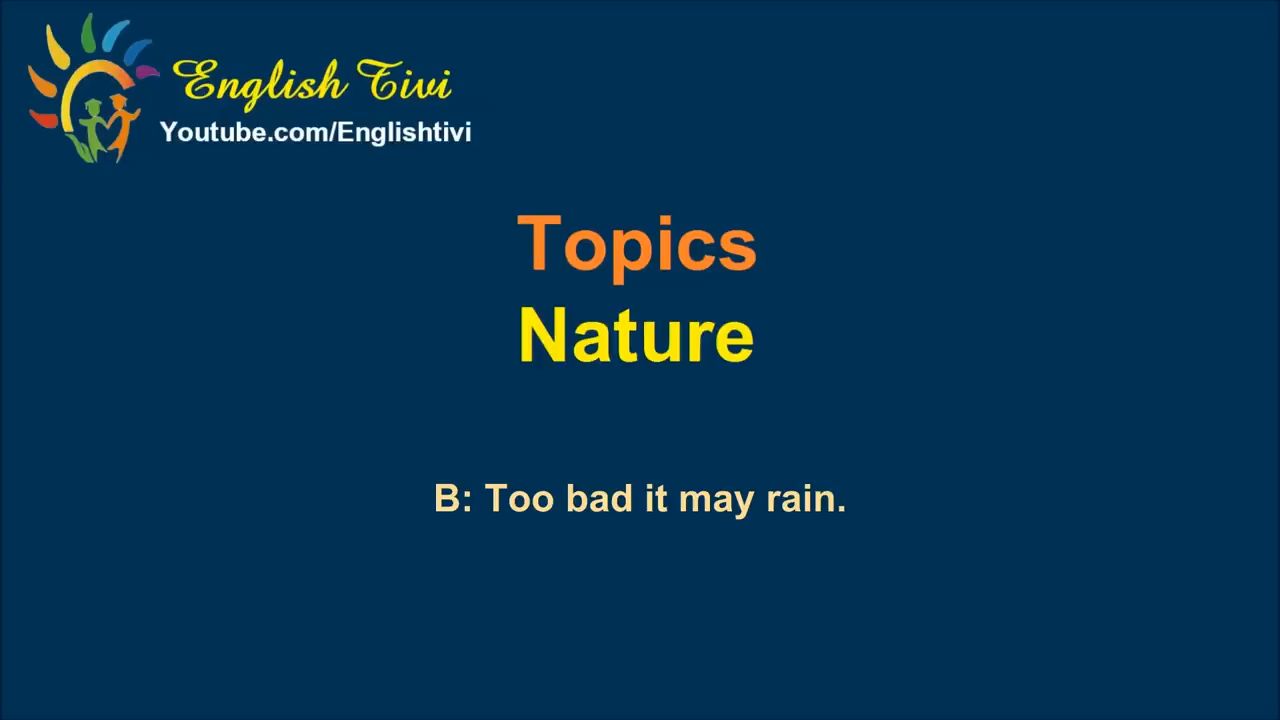 English Tivi
Youtube.com/Englishtivi
Topics
Nature
B: Too bad it may rain.